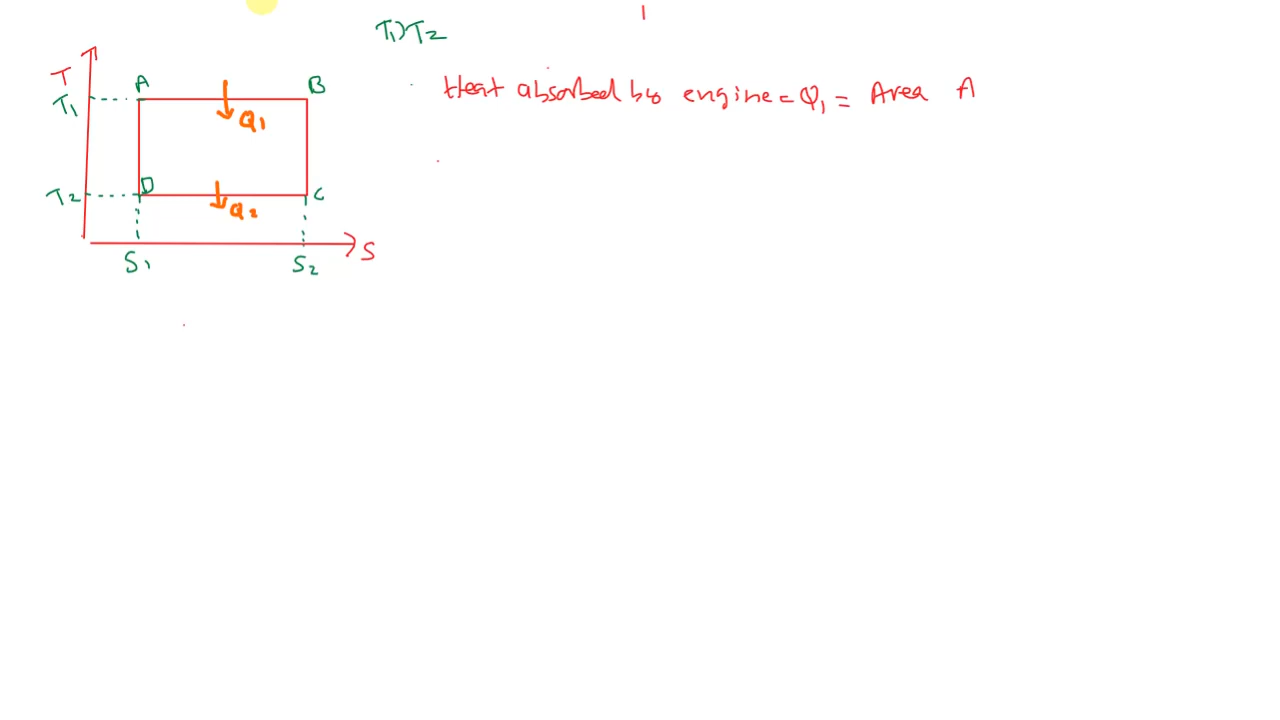 T₁>T₂
T
A
B
T₁
Q₁
Heat absorbed by engine = Q₁ = Area A
D
C
T₂
Q₂
S
S₁
S₂